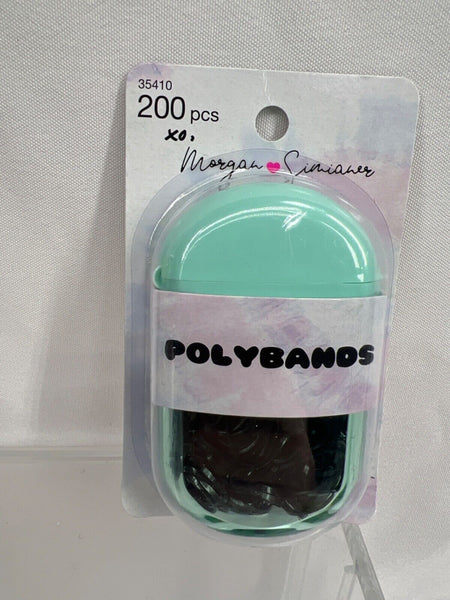 35410
200 pcs
xo,
Morgan Simianer
POLYBANDS